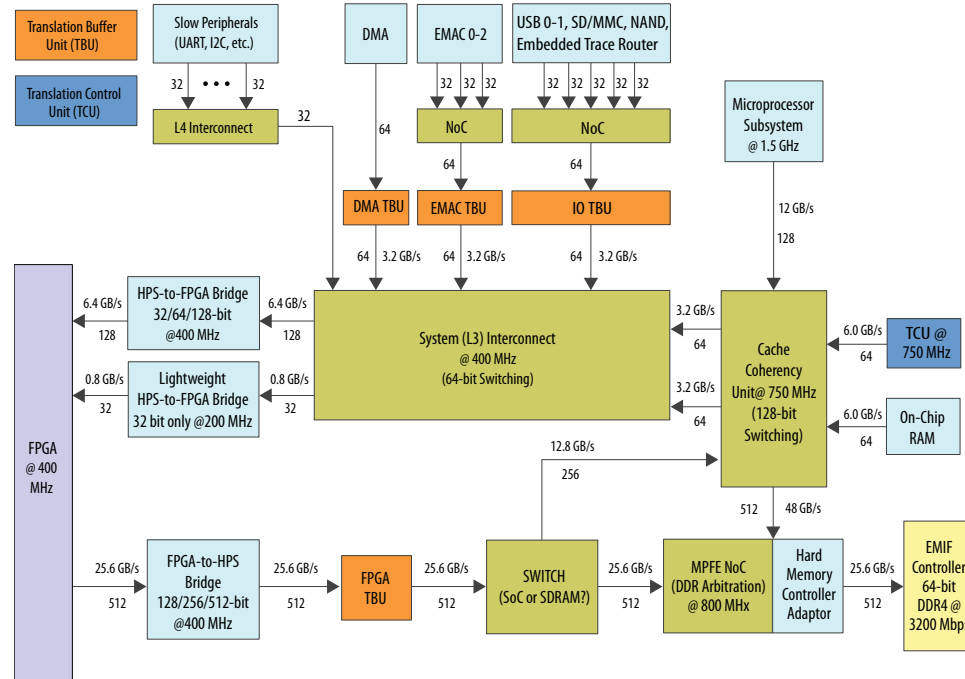 Translation Buffer
Unit (TBU)
Translation Control
Unit (TCU)
Slow Peripherals
(UART, I2C, etc.)
DMA
EMAC 0-2
USB 0-1, SD/MMC, NAND,
Embedded Trace Router
32
32
32
32
32
32
32
32
32
32
L4 Interconnect
32
64
NoC
NoC
Microprocessor
Subsystem
@ 1.5 GHz
64
64
DMA TBU
EMAC TBU
IO TBU
12 GB/s
128
64
3.2 GB/s
64
3.2 GB/s
64
3.2 GB/s
6.4 GB/s
128
HPS-to-FPGA Bridge
32/64/128-bit
@400 MHz
6.4 GB/s
128
System (L3) Interconnect
@ 400 MHz
(64-bit Switching)
3.2 GB/s
64
3.2 GB/s
64
Cache
Coherency
Unit@ 750 MHz
(128-bit
Switching)
6.0 GB/s
64
TCU @
750 MHz
0.8 GB/s
32
Lightweight
HPS-to-FPGA Bridge
32 bit only @200 MHz
0.8 GB/s
32
6.0 GB/s
64
On-Chip
RAM
FPGA
@ 400
MHz
12.8 GB/s
256
512
48 GB/s
25.6 GB/s
512
FPGA-to-HPS
Bridge
128/256/512-bit
@400 MHz
25.6 GB/s
512
FPGA
TBU
25.6 GB/s
512
SWITCH
(SoC or SDRAM?)
25.6 GB/s
512
MPFE NoC
(DDR Arbitration)
@ 800 MHx
Hard
Memory
Controller
Adaptor
25.6 GB/s
512
EMIF
Controller
64-bit
DDR4 @
3200 Mbps